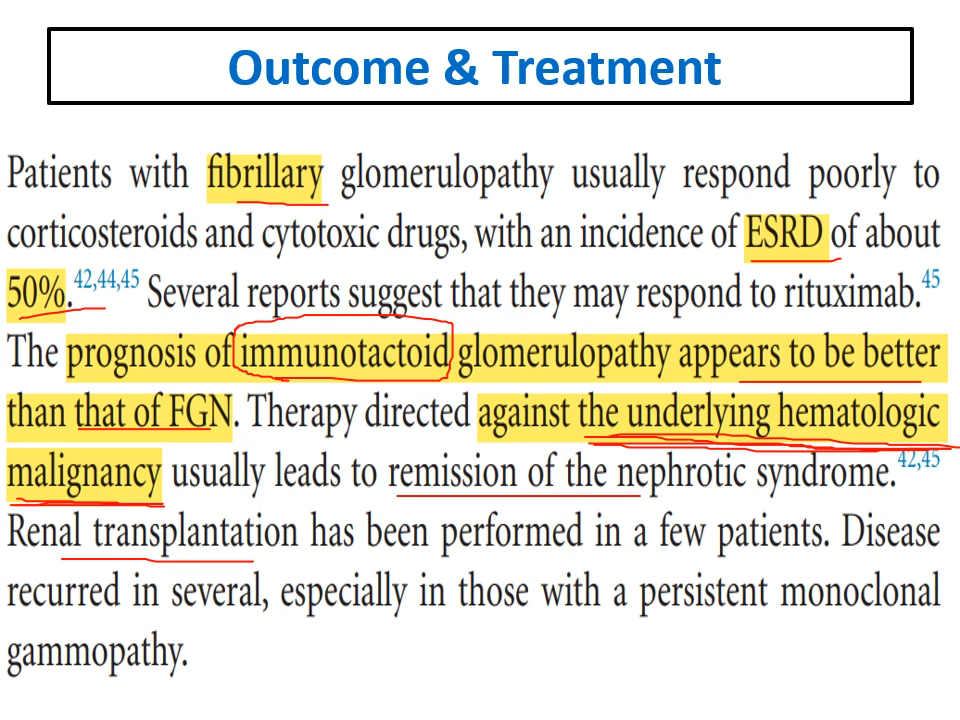 Outcome & Treatment
Patients with fibrillary glomerulopathy usually respond poorly to
corticosteroids and cytotoxic drugs, with an incidence of ESRD of about
50%.42,44,45 Several reports suggest that they may respond to rituximab.45
The prognosis of immunotactoid glomerulopathy appears to be better
than that of FGN. Therapy directed against the underlying hematologic
malignancy usually leads to remission of the nephrotic syndrome.42,45
Renal transplantation has been performed in a few patients. Disease
recurred in several, especially in those with a persistent monoclonal
gammopathy.